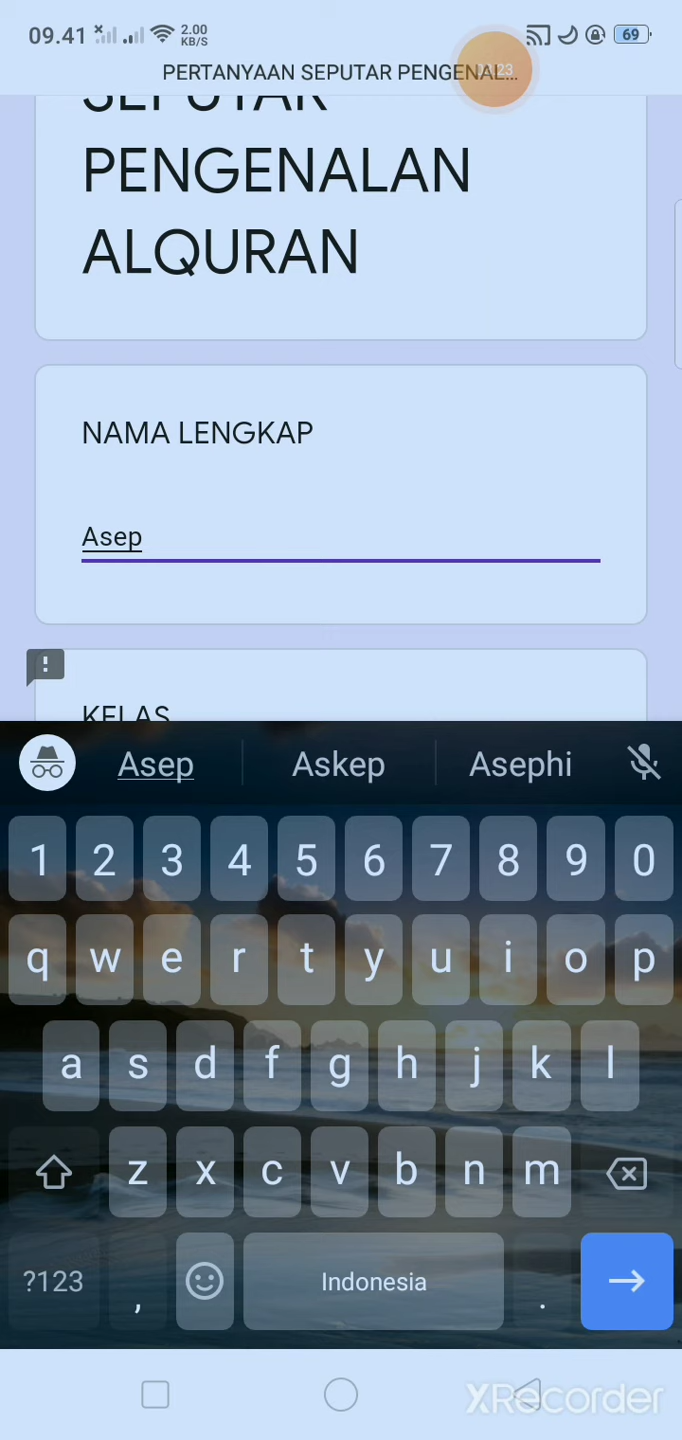 09.41 2.00 KB/S 69
PERTANYAAN SEPUTAR PENGENAL...
SEPUTAR
PENGENALAN
ALQURAN
NAMA LENGKAP
Asep
!
KELAS
Asep Askep Asephi
1 2 3 4 5 6 7 8 9 0
q w e r t y u i o p
a s d f g h j k l
z x c v b n m
?123 , Indonesia .
XRecorder